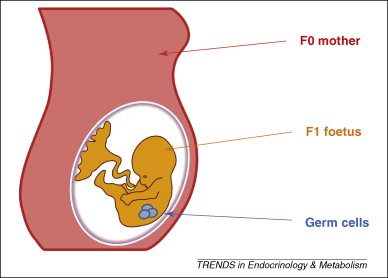 F0 mother
F1 foetus
Germ cells
TRENDS in Endocrinology & Metabolism